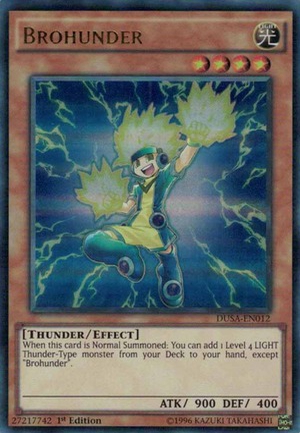 BROHUNDER
LIGHT
光
DUSA-EN012
[THUNDER/EFFECT]
When this card is Normal Summoned: You can add 1 Level 4 LIGHT
Thunder-Type monster from your Deck to your hand, except
"Brohunder".
ATK/ 900 DEF/ 400
27217742 1st Edition ©1996 KAZUKI TAKAHASHI